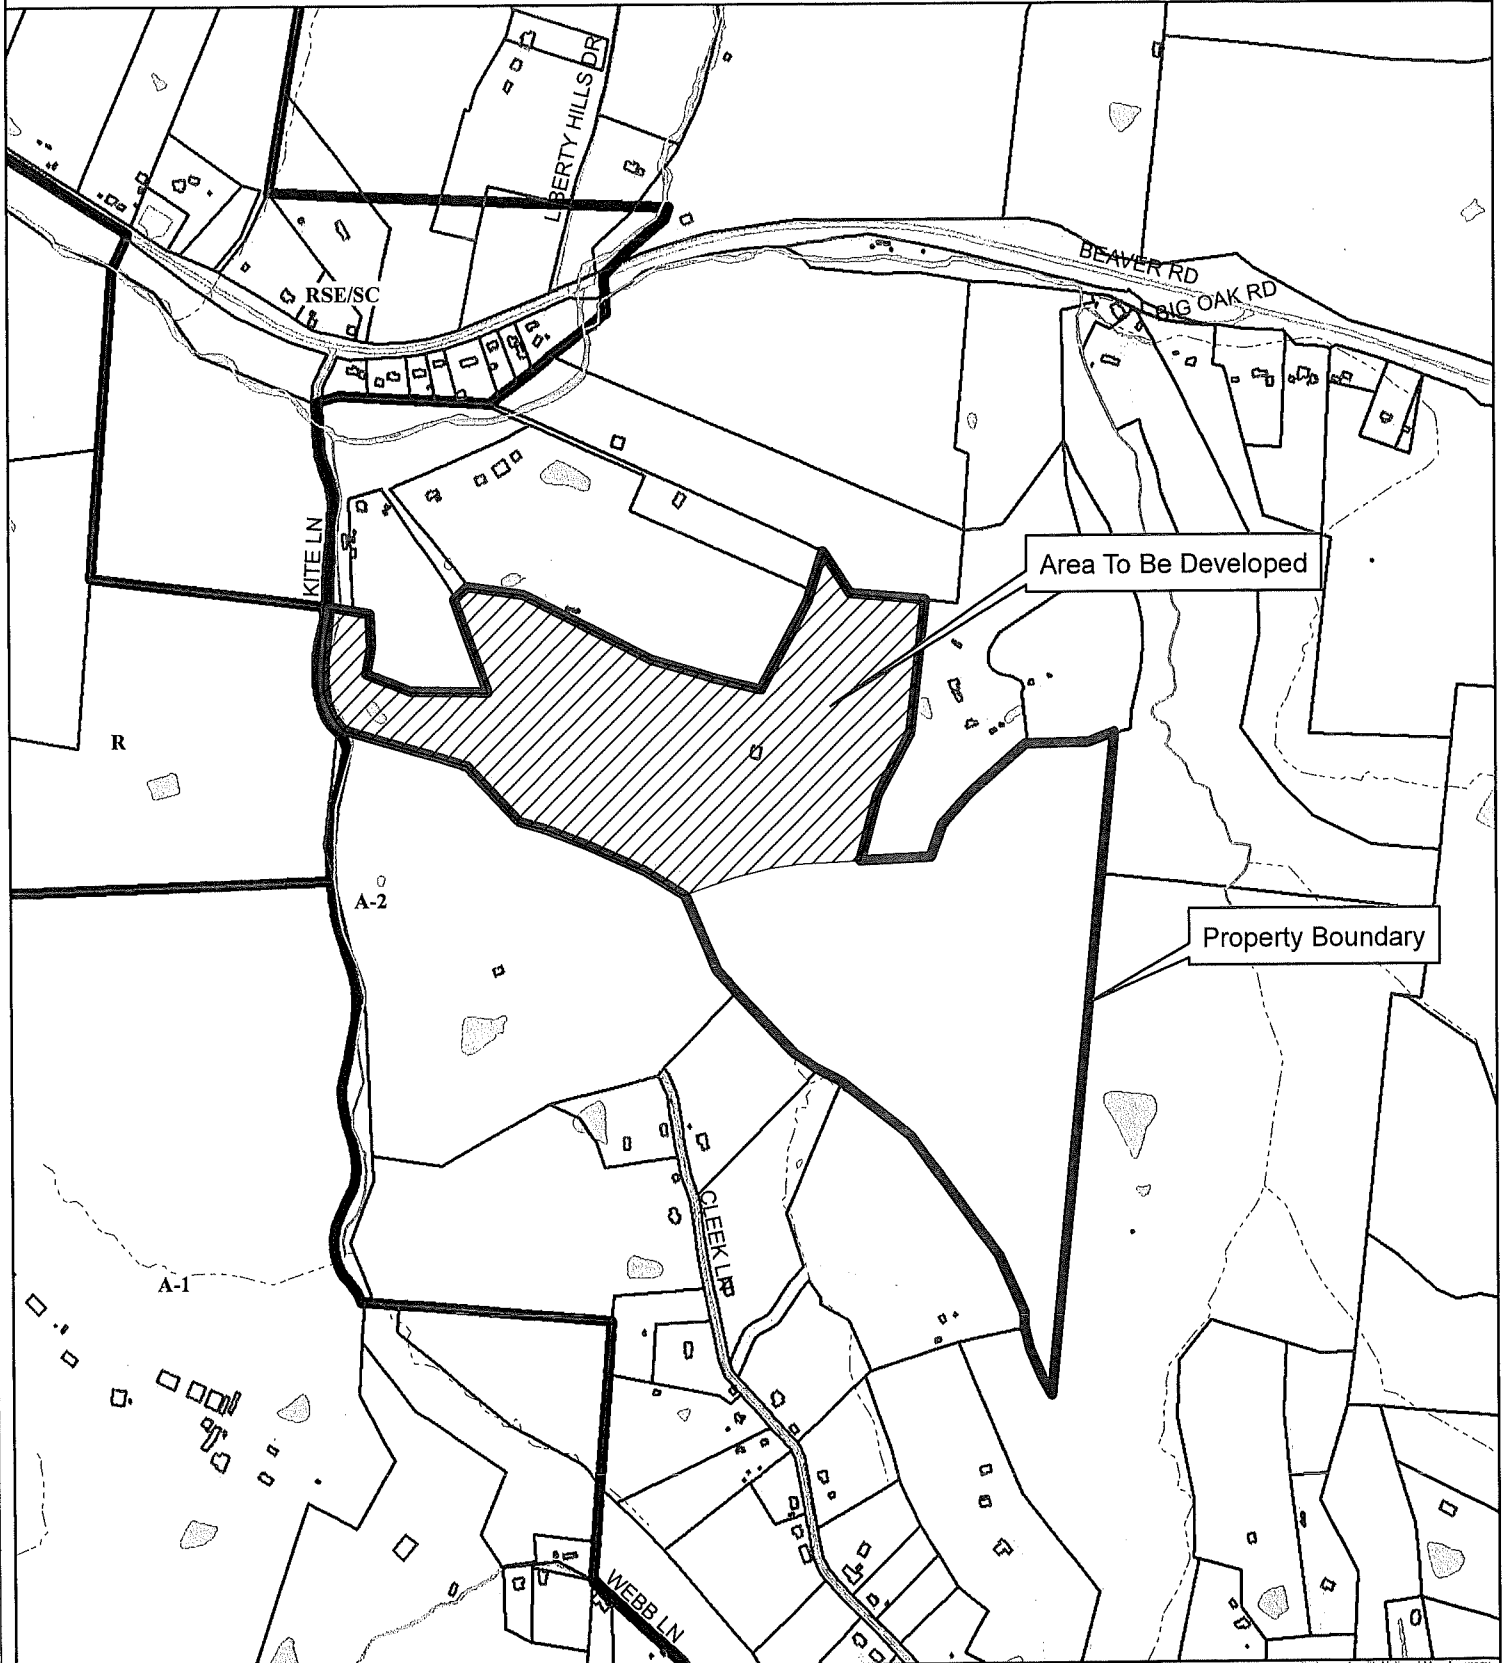 LIBERTY HILLS DR
BEAVER RD
BIG OAK RD
RSE/SC
KITE LN
Area To Be Developed
R
A-2
Property Boundary
CLEEK LN
A-1
WEBB LN